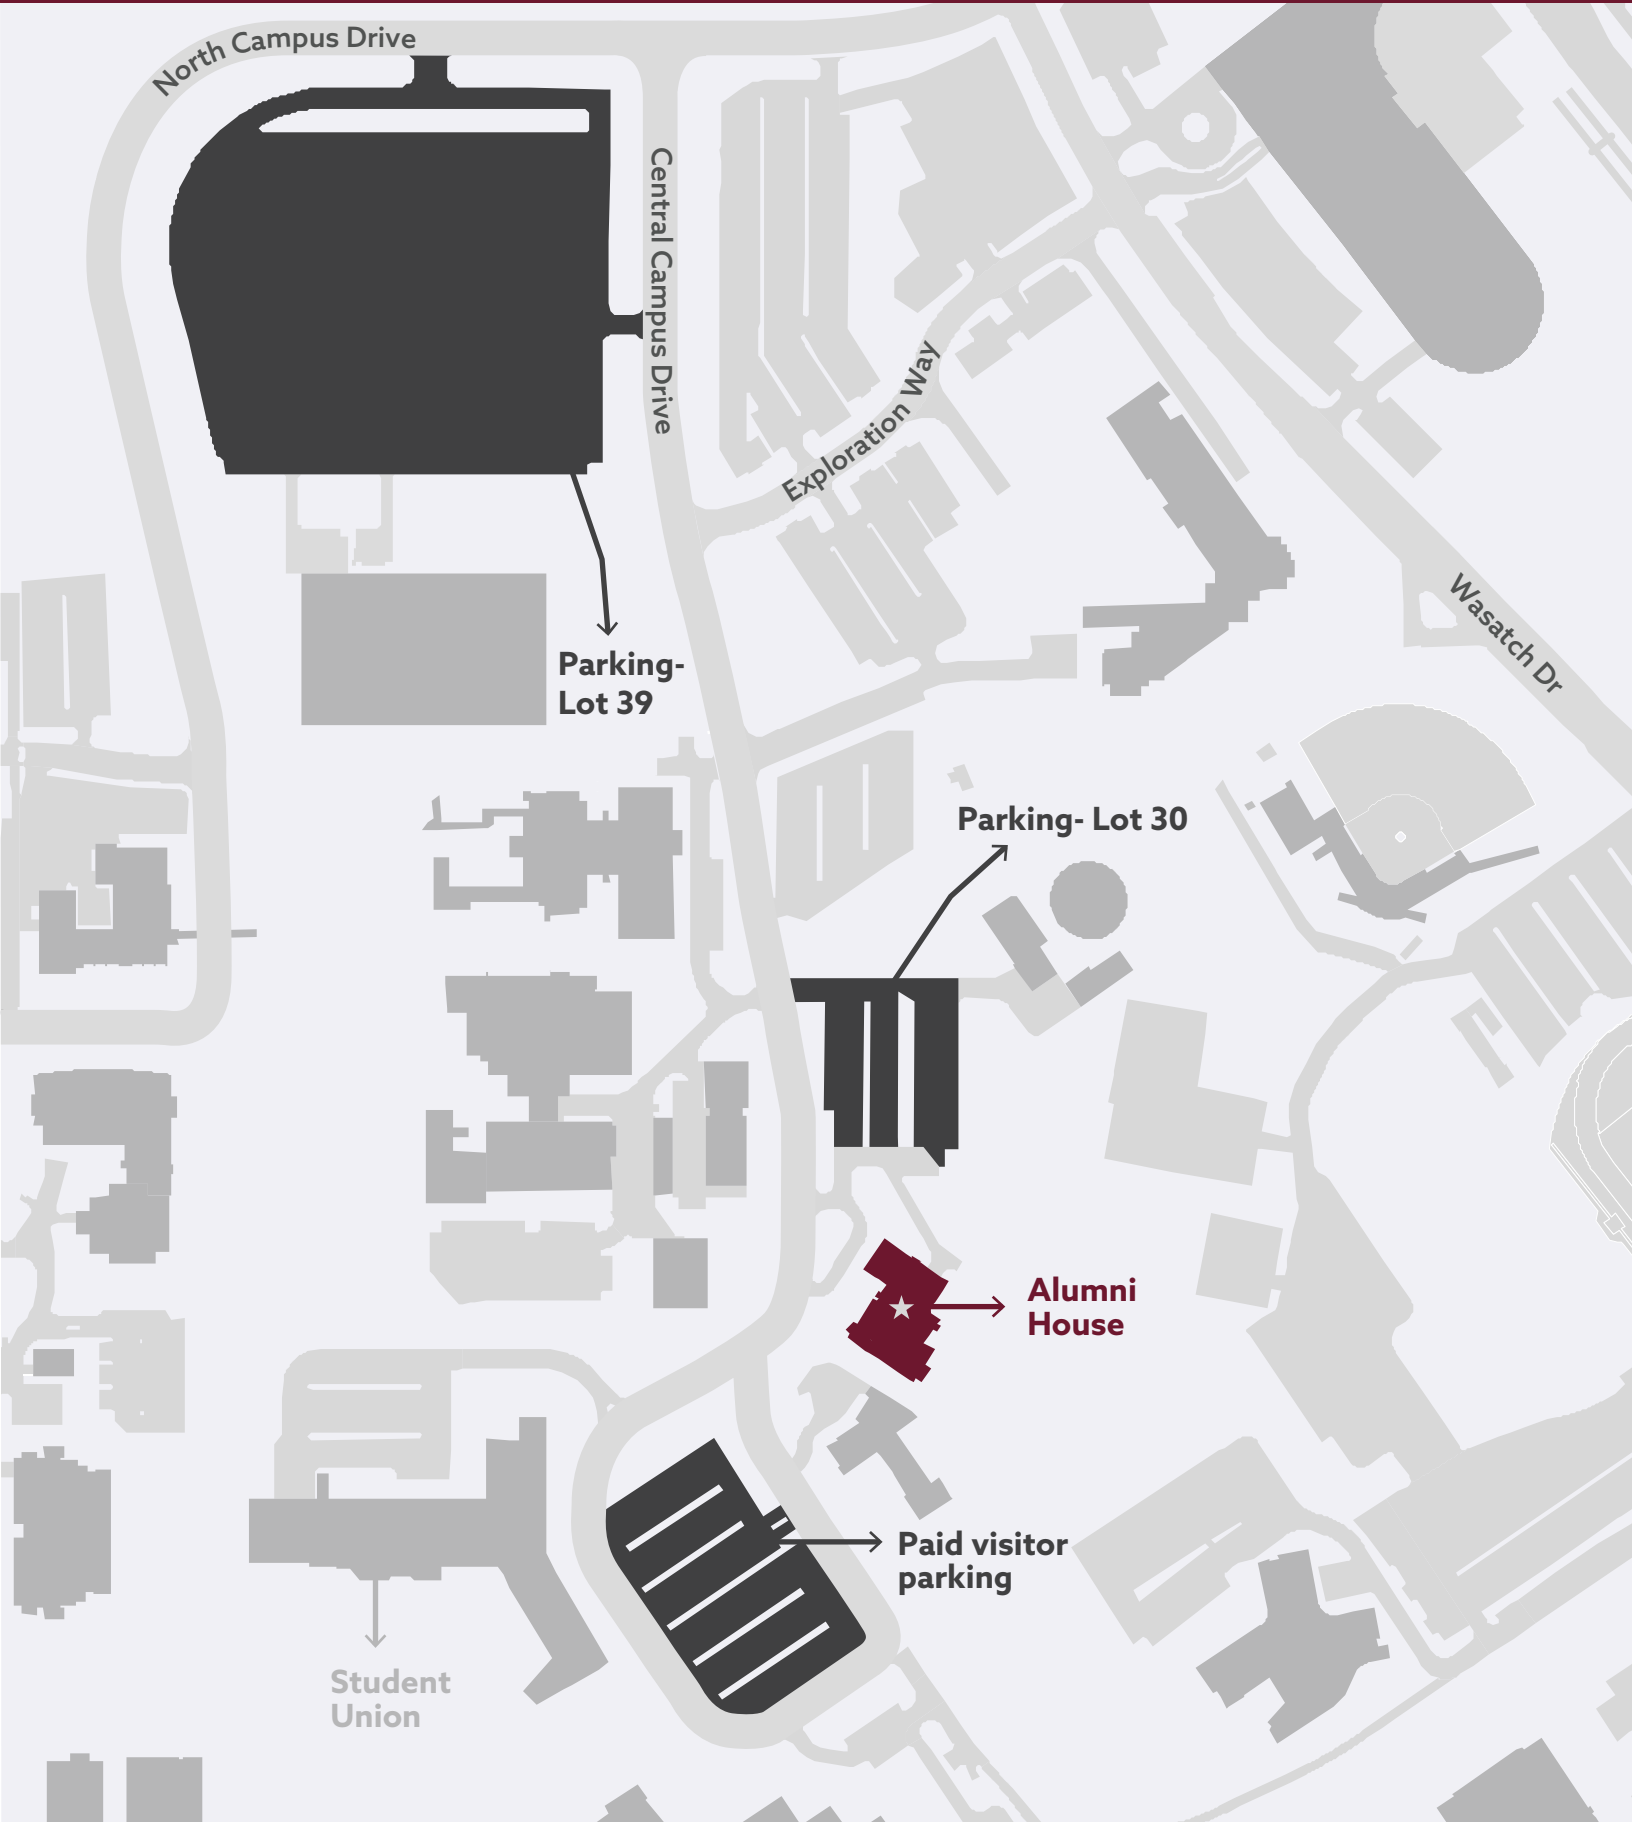 North Campus Drive
Central Campus Drive
Exploration Way
Wasatch Dr
Parking-
Lot 39
Parking- Lot 30
Alumni
House
Paid visitor
parking
Student
Union